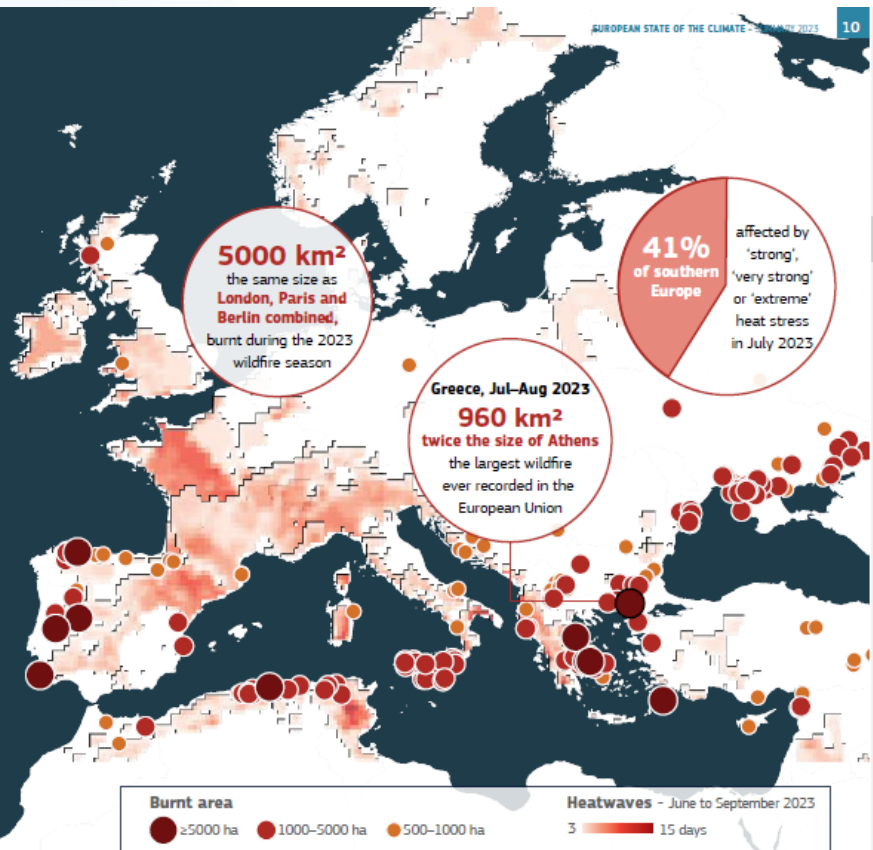 EUROPEAN STATE OF THE CLIMATE - 2023
10
5000 km²
the same size as
London, Paris and
Berlin combined,
burnt during the 2023
wildfire season
41%
of southern
Europe
affected by
‘strong’,
‘very strong’
or ‘extreme’
heat stress
in July 2023
Greece, Jul–Aug 2023
960 km²
twice the size of Athens
the largest wildfire
ever recorded in the
European Union
Burnt area
≥5000 ha
1000–5000 ha
500–1000 ha
Heatwaves - June to September 2023
3
15 days